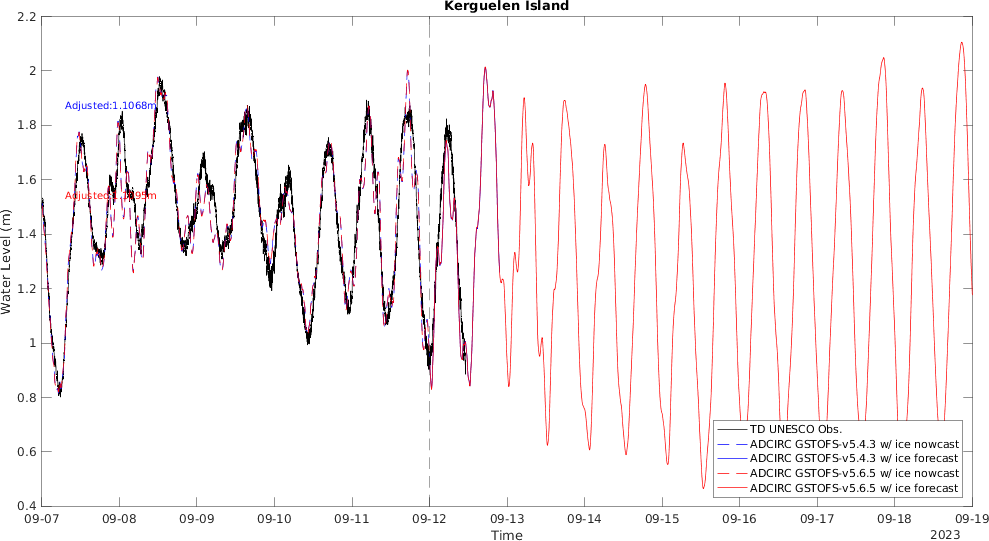 Kerguelen Island
2.2
2
1.8
1.6
1.4
1.2
1
0.8
0.6
0.4
Water Level (m)
Adjusted:1.1068m
TD UNESCO Obs.
ADCIRC GSTOFS-v5.4.3 w/ ice nowcast
ADCIRC GSTOFS-v5.4.3 w/ ice forecast
ADCIRC GSTOFS-v5.6.5 w/ ice nowcast
ADCIRC GSTOFS-v5.6.5 w/ ice forecast
09-07 09-08 09-09 09-10 09-11 09-12 09-13 09-14 09-15 09-16 09-17 09-18 09-19
Time
2023